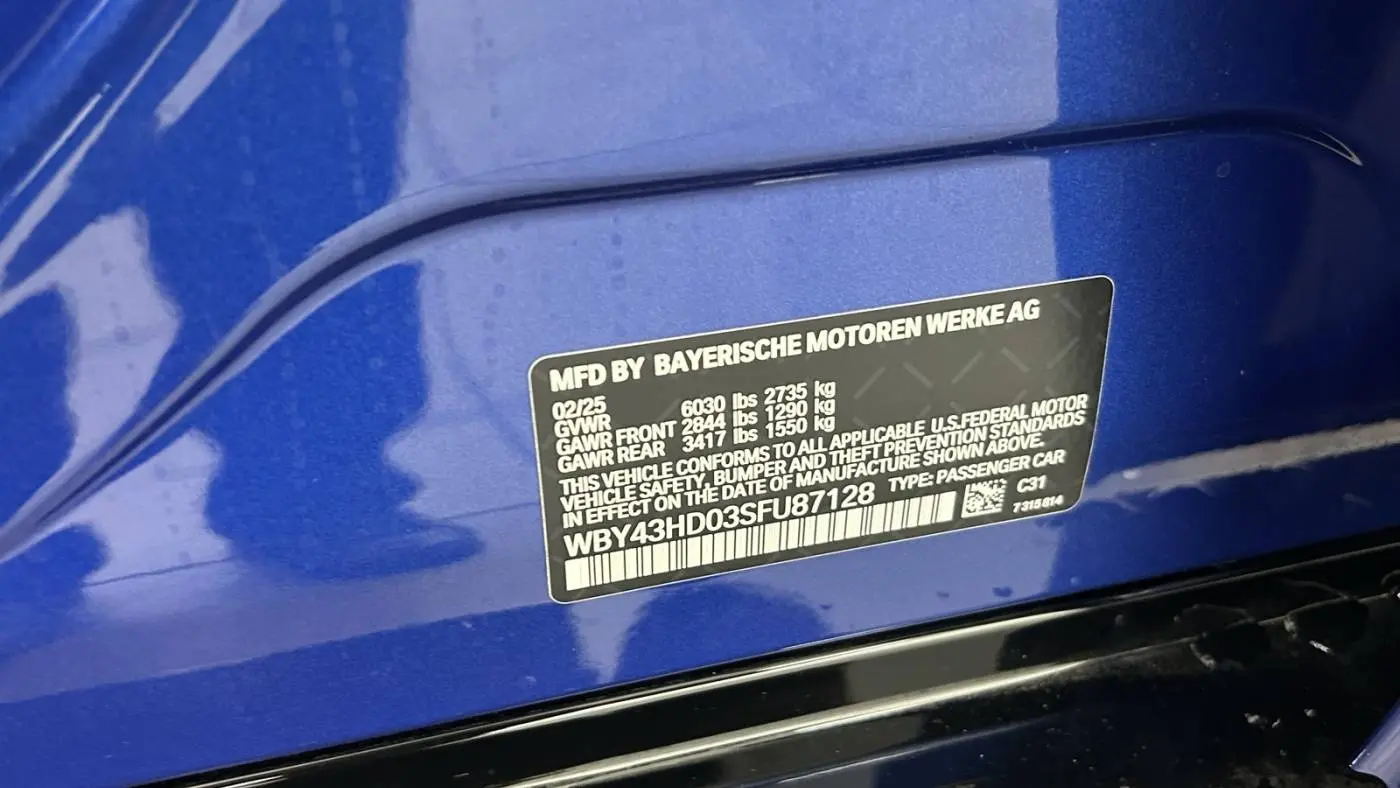 MFD BY BAYERISCHE MOTOREN WERKE AG
02/25
GVWR 6030 lbs 2735 kg
GAWR FRONT 2844 lbs 1290 kg
GAWR REAR 3417 lbs 1550 kg
THIS VEHICLE CONFORMS TO ALL APPLICABLE U.S.FEDERAL MOTOR
VEHICLE SAFETY, BUMPER AND THEFT PREVENTION STANDARDS
IN EFFECT ON THE DATE OF MANUFACTURE SHOWN ABOVE.
WBY43HD03SFU87128 TYPE: PASSENGER CAR
C31
7315814